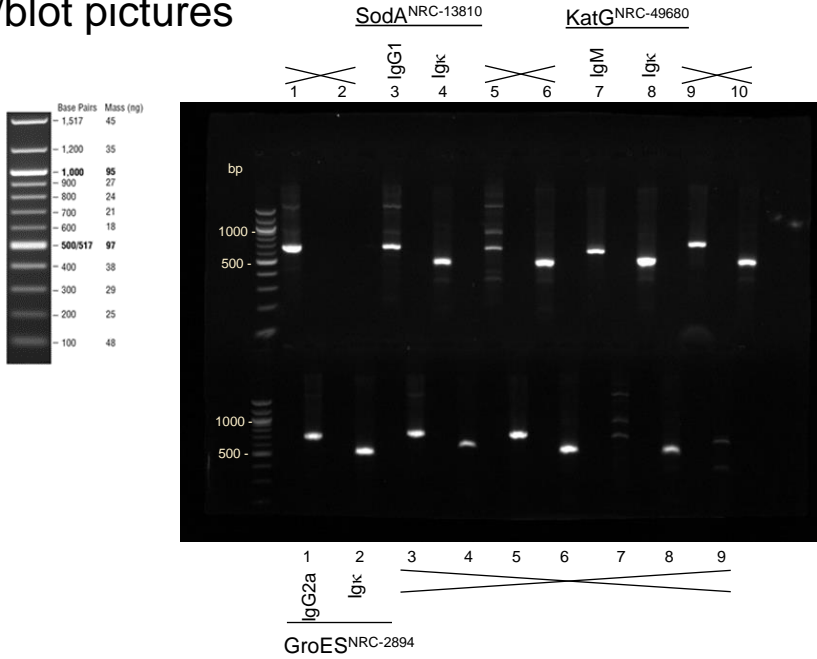 /blot pictures
SodA^NRC-13810
KatG^NRC-49680
IgG1
Igκ
IgM
Igκ
1 2 3 4 5 6 7 8 9 10
Base Pairs Mass (ng)
1,517 45
1,200 35
1,000 95
900 27
800 24
700 21
600 18
500/517 97
400 38
300 29
200 25
100 48
bp
1000 -
500 -
1000 -
500 -
1 2 3 4 5 6 7 8 9
IgG2a
Igκ
GroES^NRC-2894